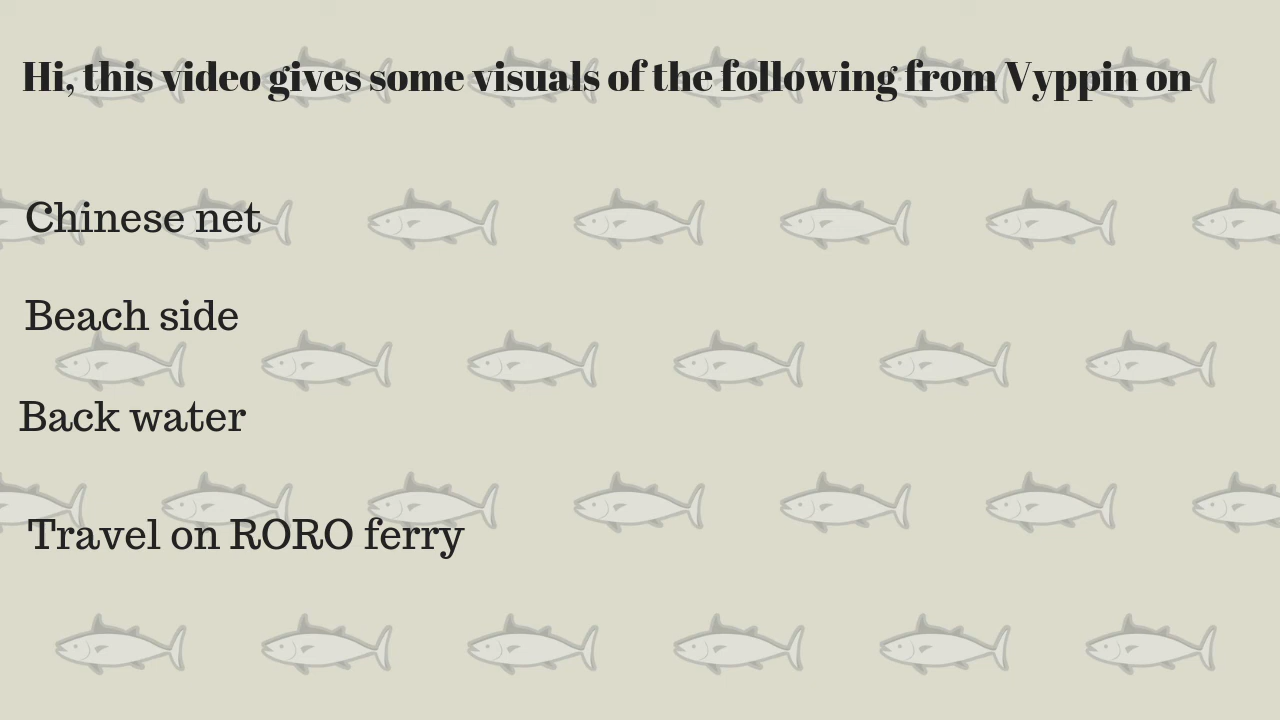 Hi, this video gives some visuals of the following from Vyppin on
Chinese net
Beach side
Back water
Travel on RORO ferry